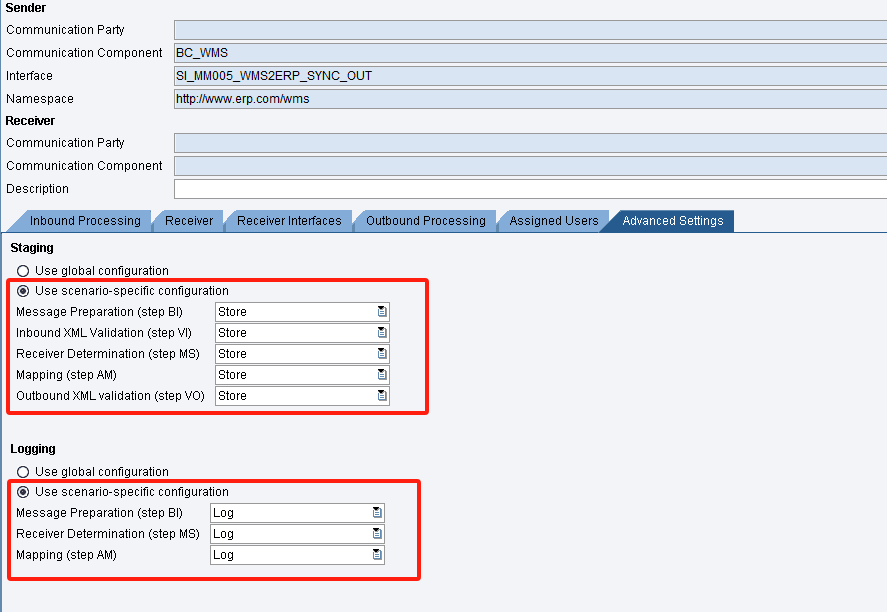 Sender
Communication Party
Communication Component BC_WMS
Interface SI_MM005_WMS2ERP_SYNC_OUT
Namespace http://www.erp.com/wms
Receiver
Communication Party
Communication Component
Description
Inbound Processing Receiver Receiver Interfaces Outbound Processing Assigned Users Advanced Settings
Staging
Use global configuration
Use scenario-specific configuration
Message Preparation (step BI) Store
Inbound XML Validation (step VI) Store
Receiver Determination (step MS) Store
Mapping (step AM) Store
Outbound XML validation (step VO) Store
Logging
Use global configuration
Use scenario-specific configuration
Message Preparation (step BI) Log
Receiver Determination (step MS) Log
Mapping (step AM) Log